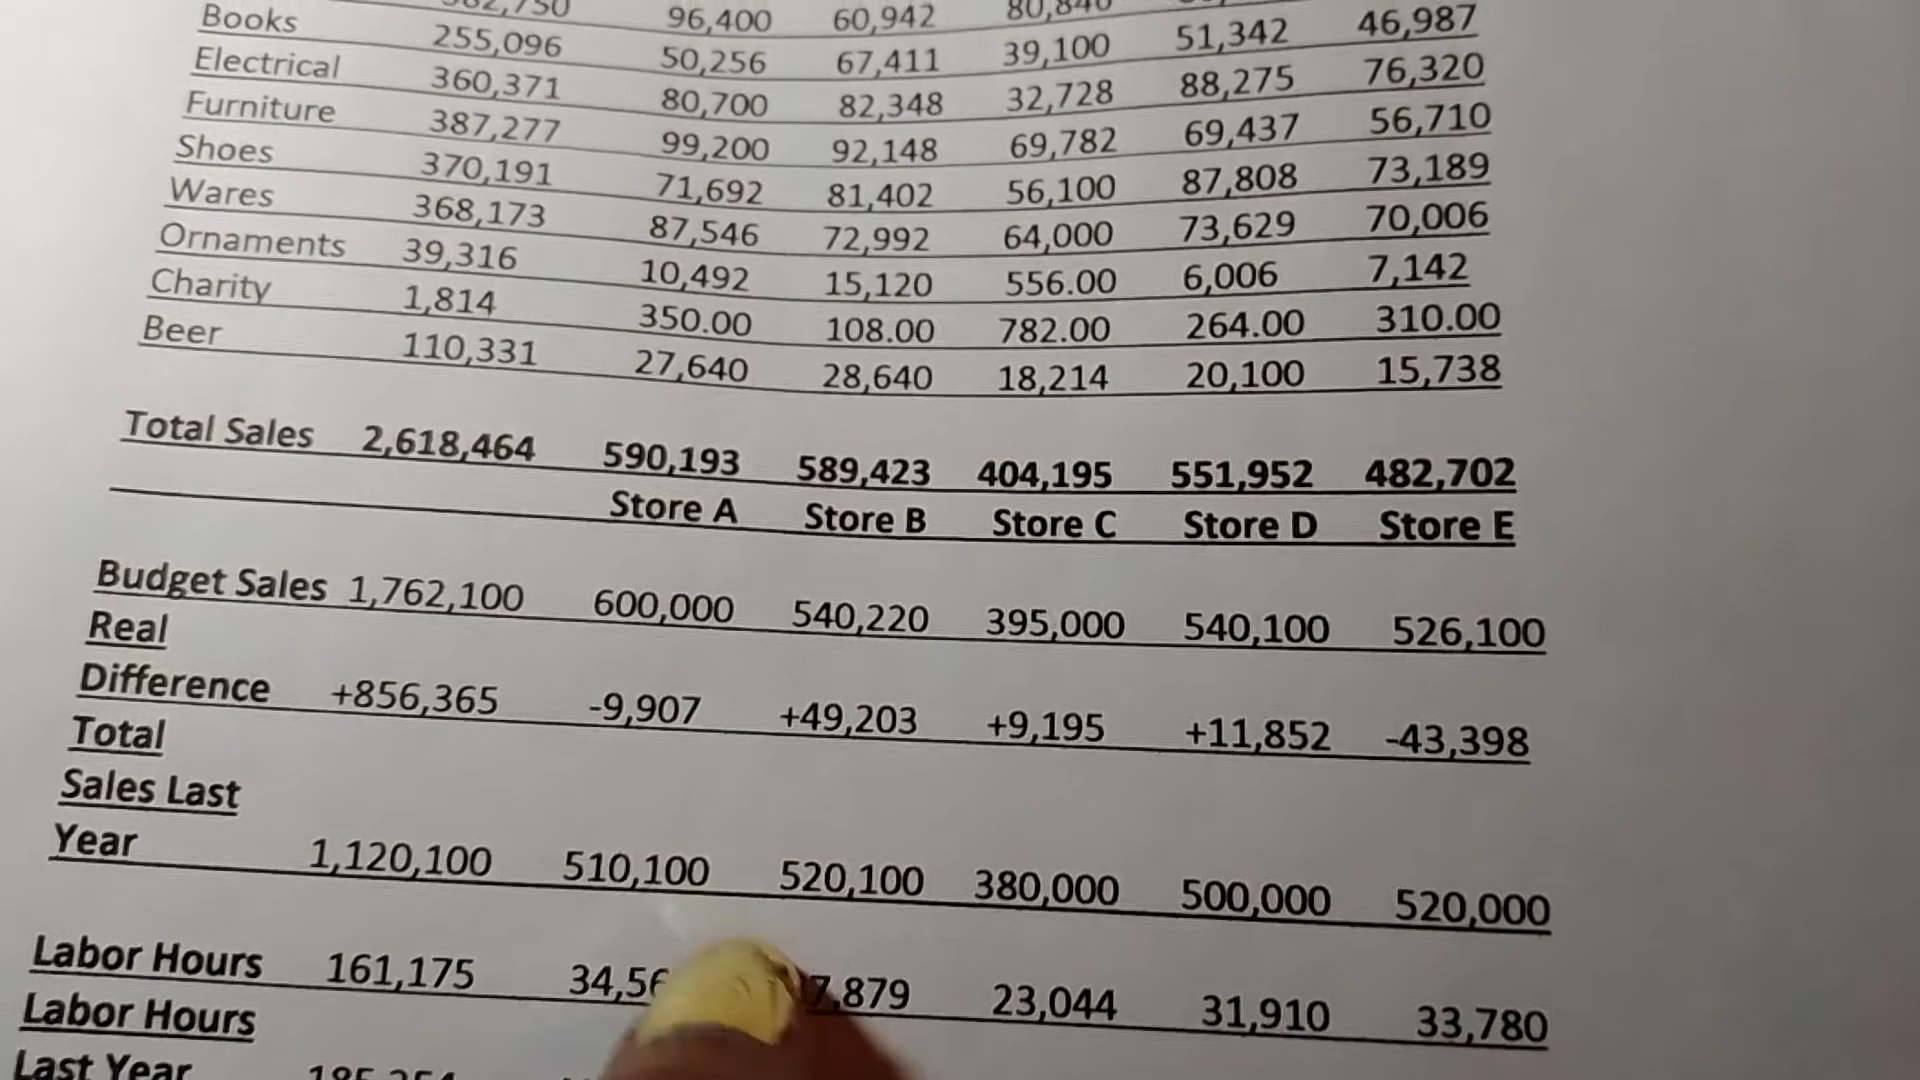 96,400 60,942 80,840
Books 255,096 50,256 67,411 39,100 51,342 46,987
Electrical 360,371 80,700 82,348 32,728 88,275 76,320
Furniture 387,277 99,200 92,148 69,782 69,437 56,710
Shoes 370,191 71,692 81,402 56,100 87,808 73,189
Wares 368,173 87,546 72,992 64,000 73,629 70,006
Ornaments 39,316 10,492 15,120 556.00 6,006 7,142
Charity 1,814 350.00 108.00 782.00 264.00 310.00
Beer 110,331 27,640 28,640 18,214 20,100 15,738
Total Sales 2,618,464 590,193 589,423 404,195 551,952 482,702
Store A Store B Store C Store D Store E
Budget Sales 1,762,100 600,000 540,220 395,000 540,100 526,100
Real
Difference +856,365 -9,907 +49,203 +9,195 +11,852 -43,398
Total
Sales Last
Year 1,120,100 510,100 520,100 380,000 500,000 520,000
Labor Hours 161,175 34,56 7,879 23,044 31,910 33,780
Labor Hours
Last Year